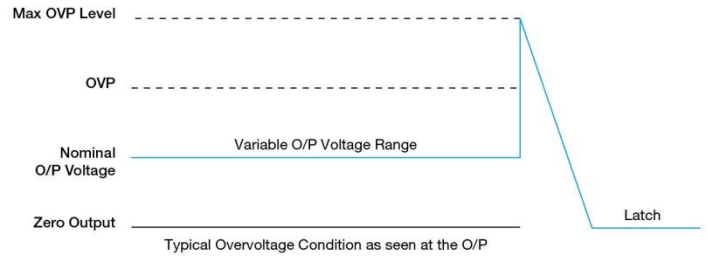 Max OVP Level
OVP
Variable O/P Voltage Range
Nominal
O/P Voltage
Zero Output
Latch
Typical Overvoltage Condition as seen at the O/P